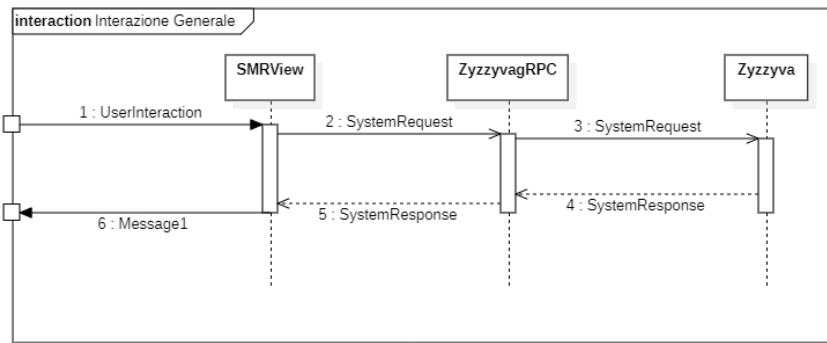 interaction Interazione Generale
SMRView
ZyzzyvagRPC
Zyzzyva
1 : UserInteraction
2 : SystemRequest
3 : SystemRequest
4 : SystemResponse
5 : SystemResponse
6 : Message1